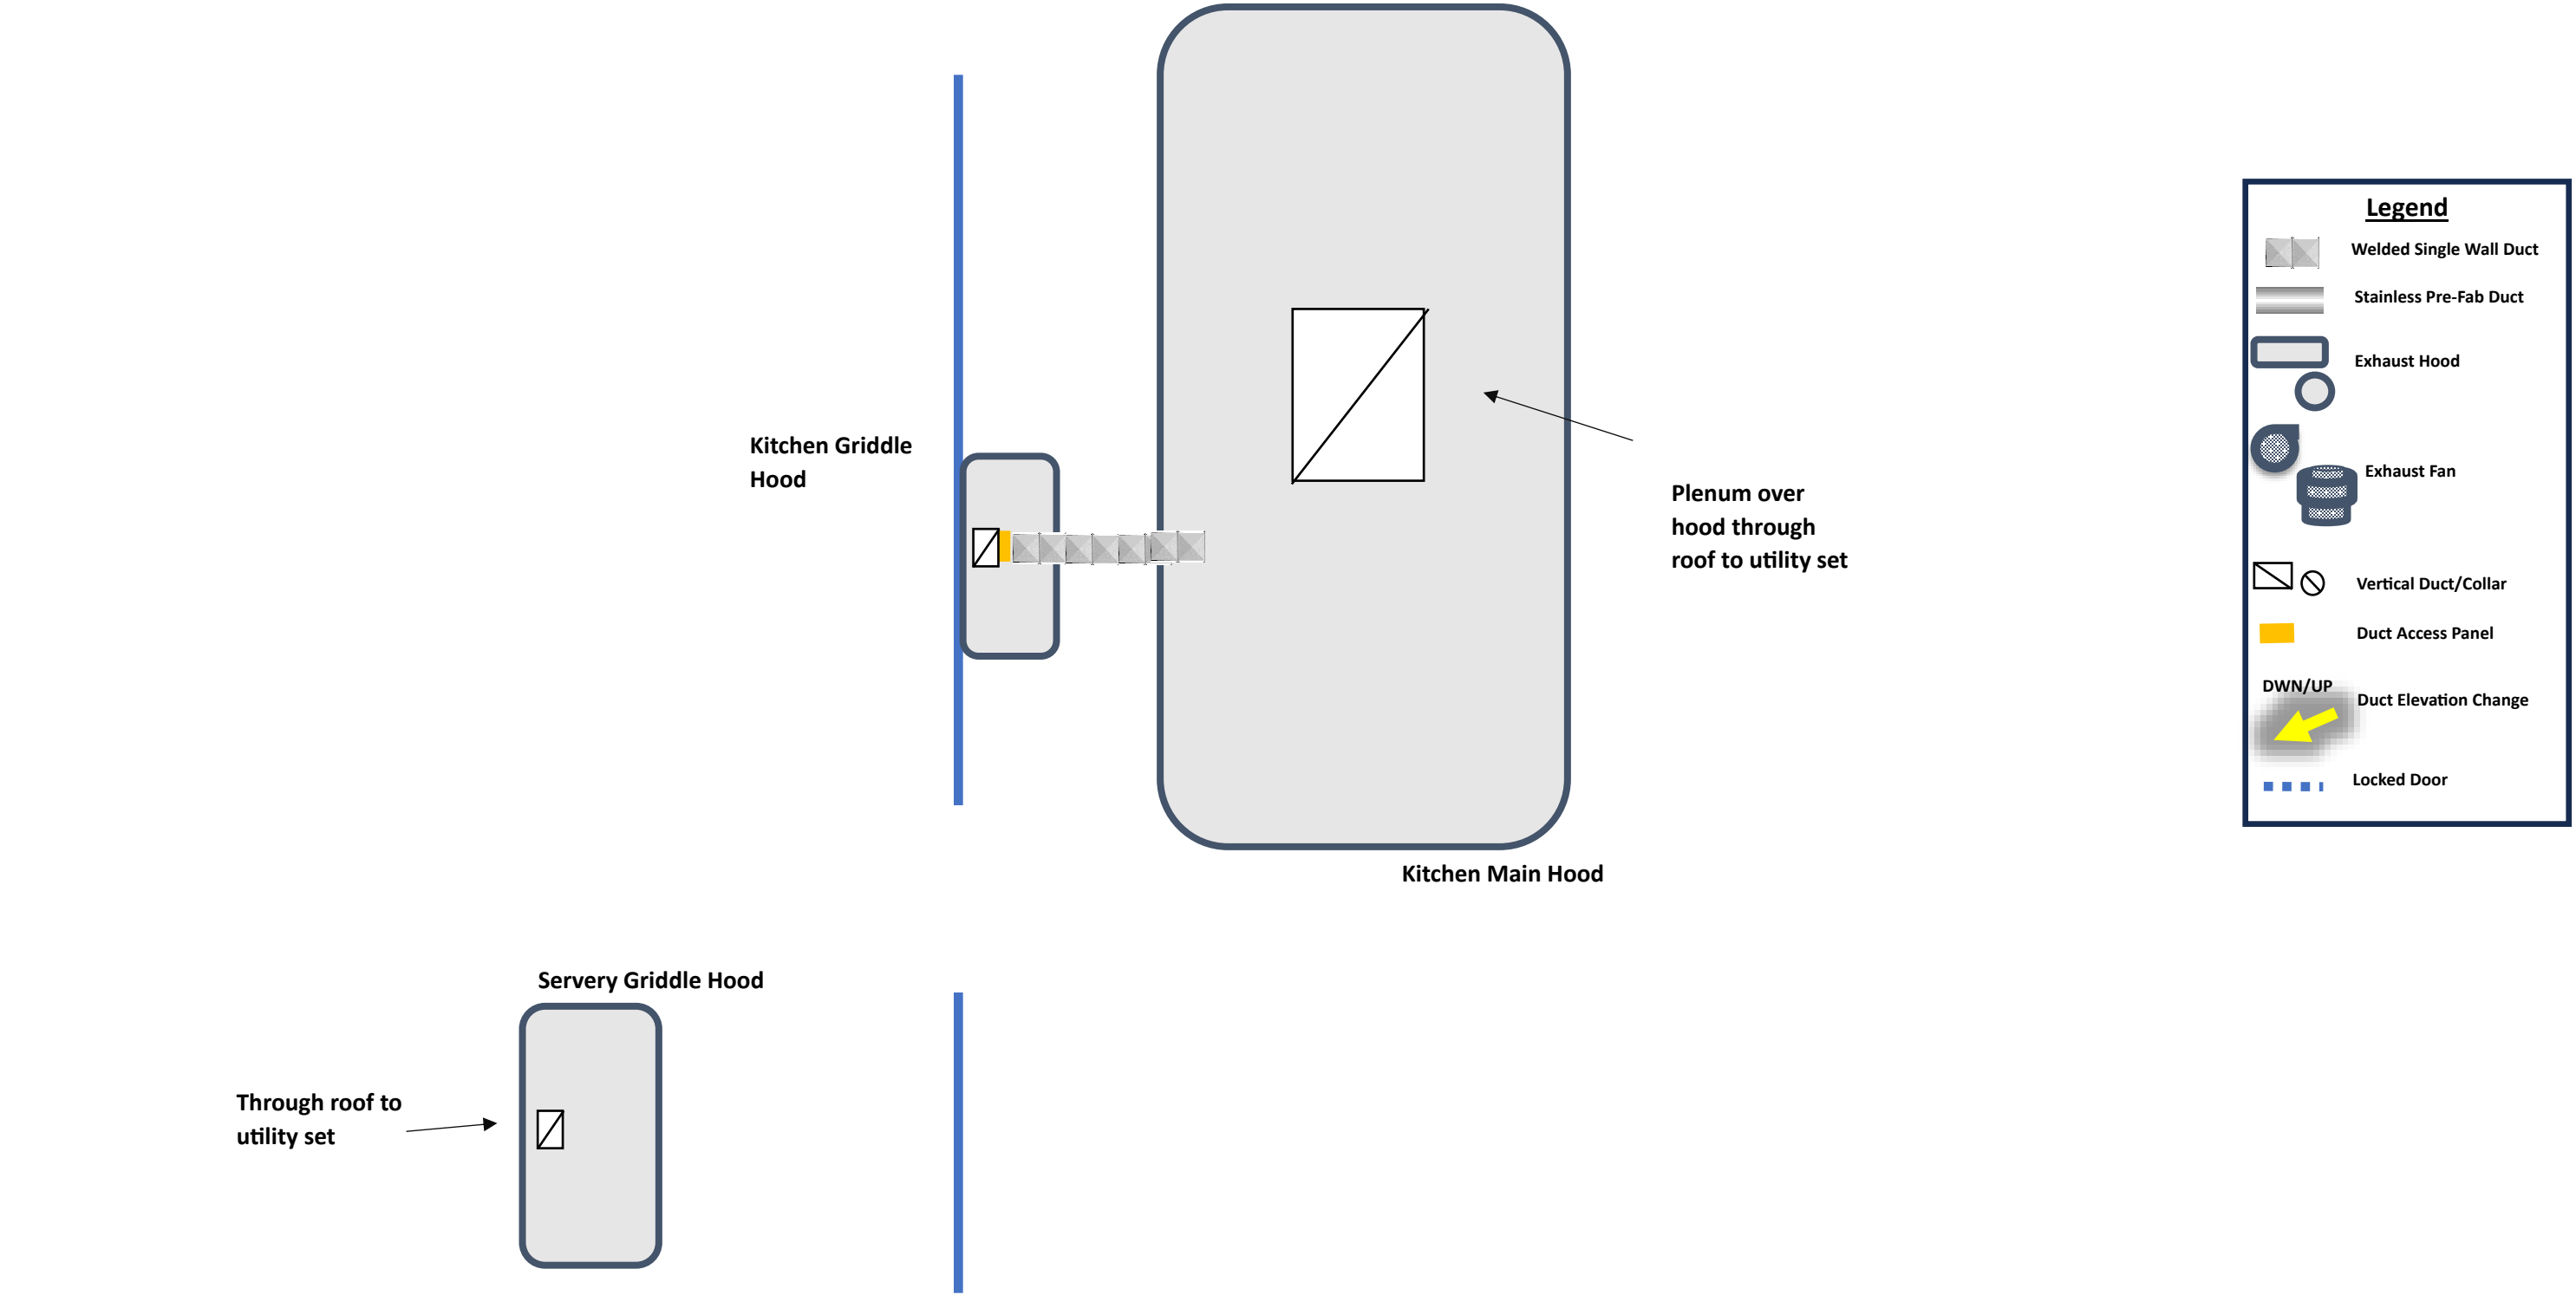 Kitchen Griddle
Hood
Plenum over
hood through
roof to utility set
Kitchen Main Hood
Servery Griddle Hood
Through roof to
utility set
Legend
Welded Single Wall Duct
Stainless Pre-Fab Duct
Exhaust Hood
Exhaust Fan
Vertical Duct/Collar
Duct Access Panel
DWN/UP
Duct Elevation Change
Locked Door